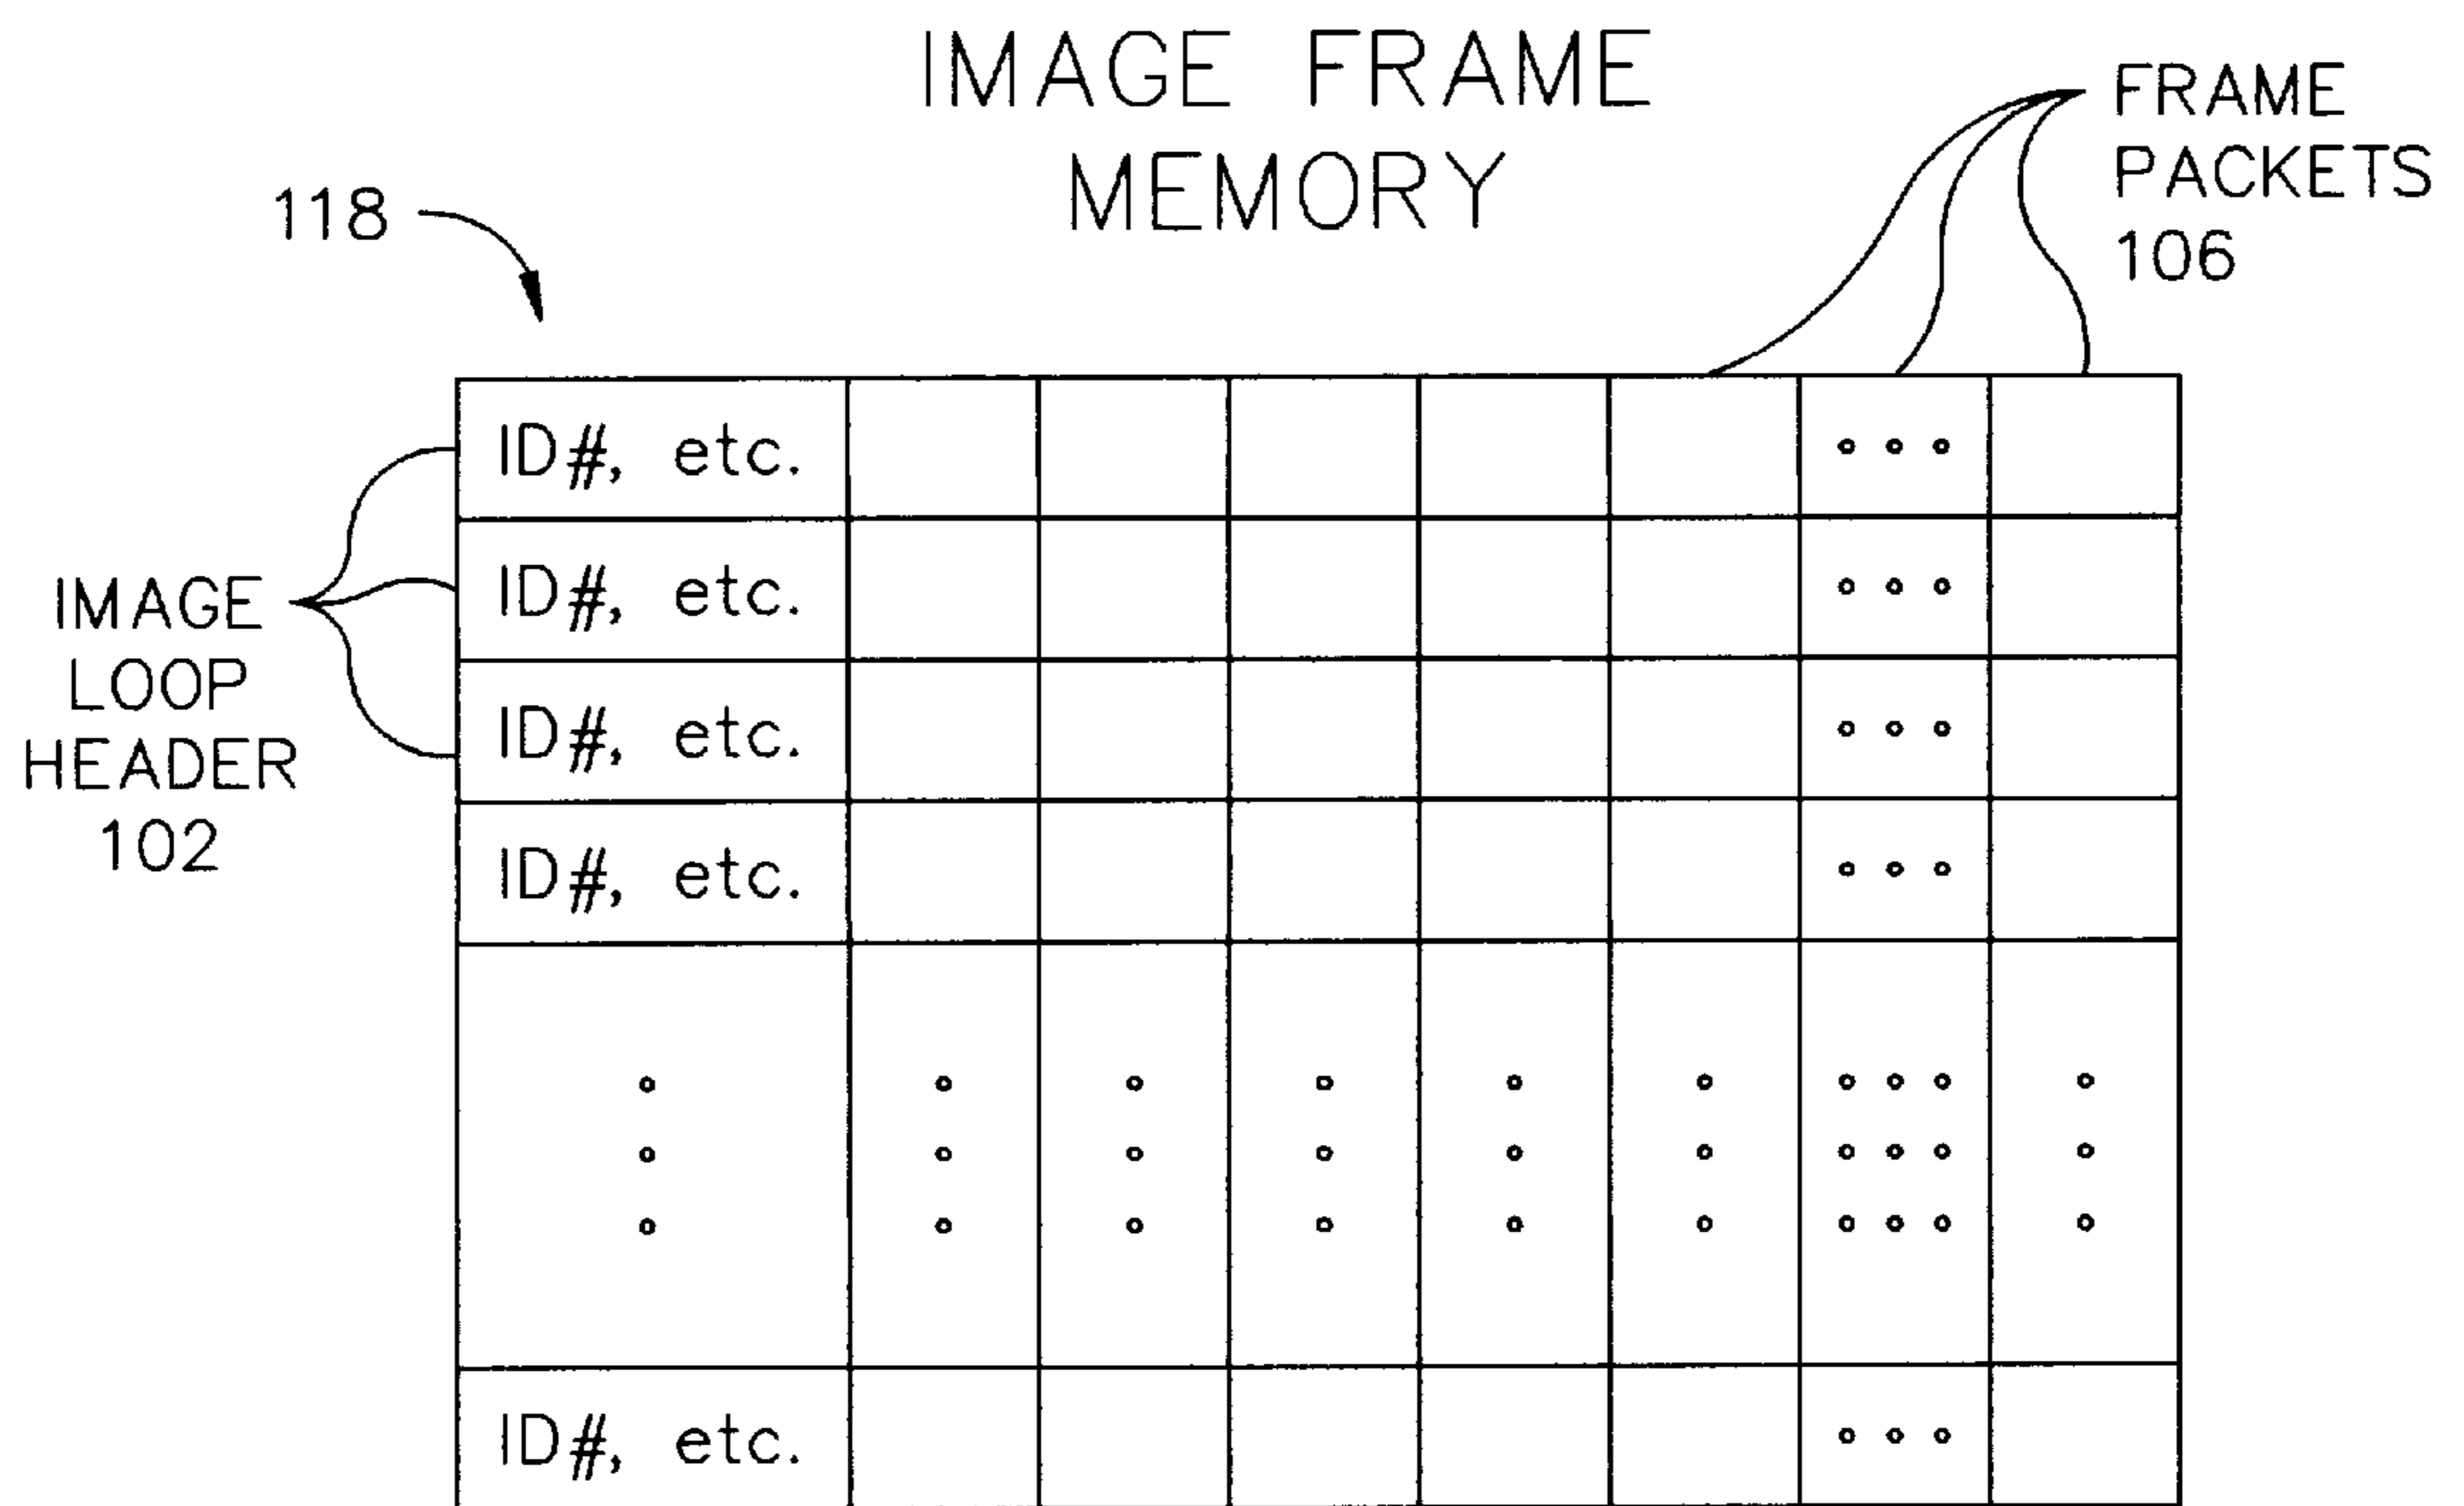 IMAGE FRAME
MEMORY
FRAME
PACKETS
106
118
IMAGE
LOOP
HEADER
102
ID#, etc.
ID#, etc.
ID#, etc.
ID#, etc.
ID#, etc.